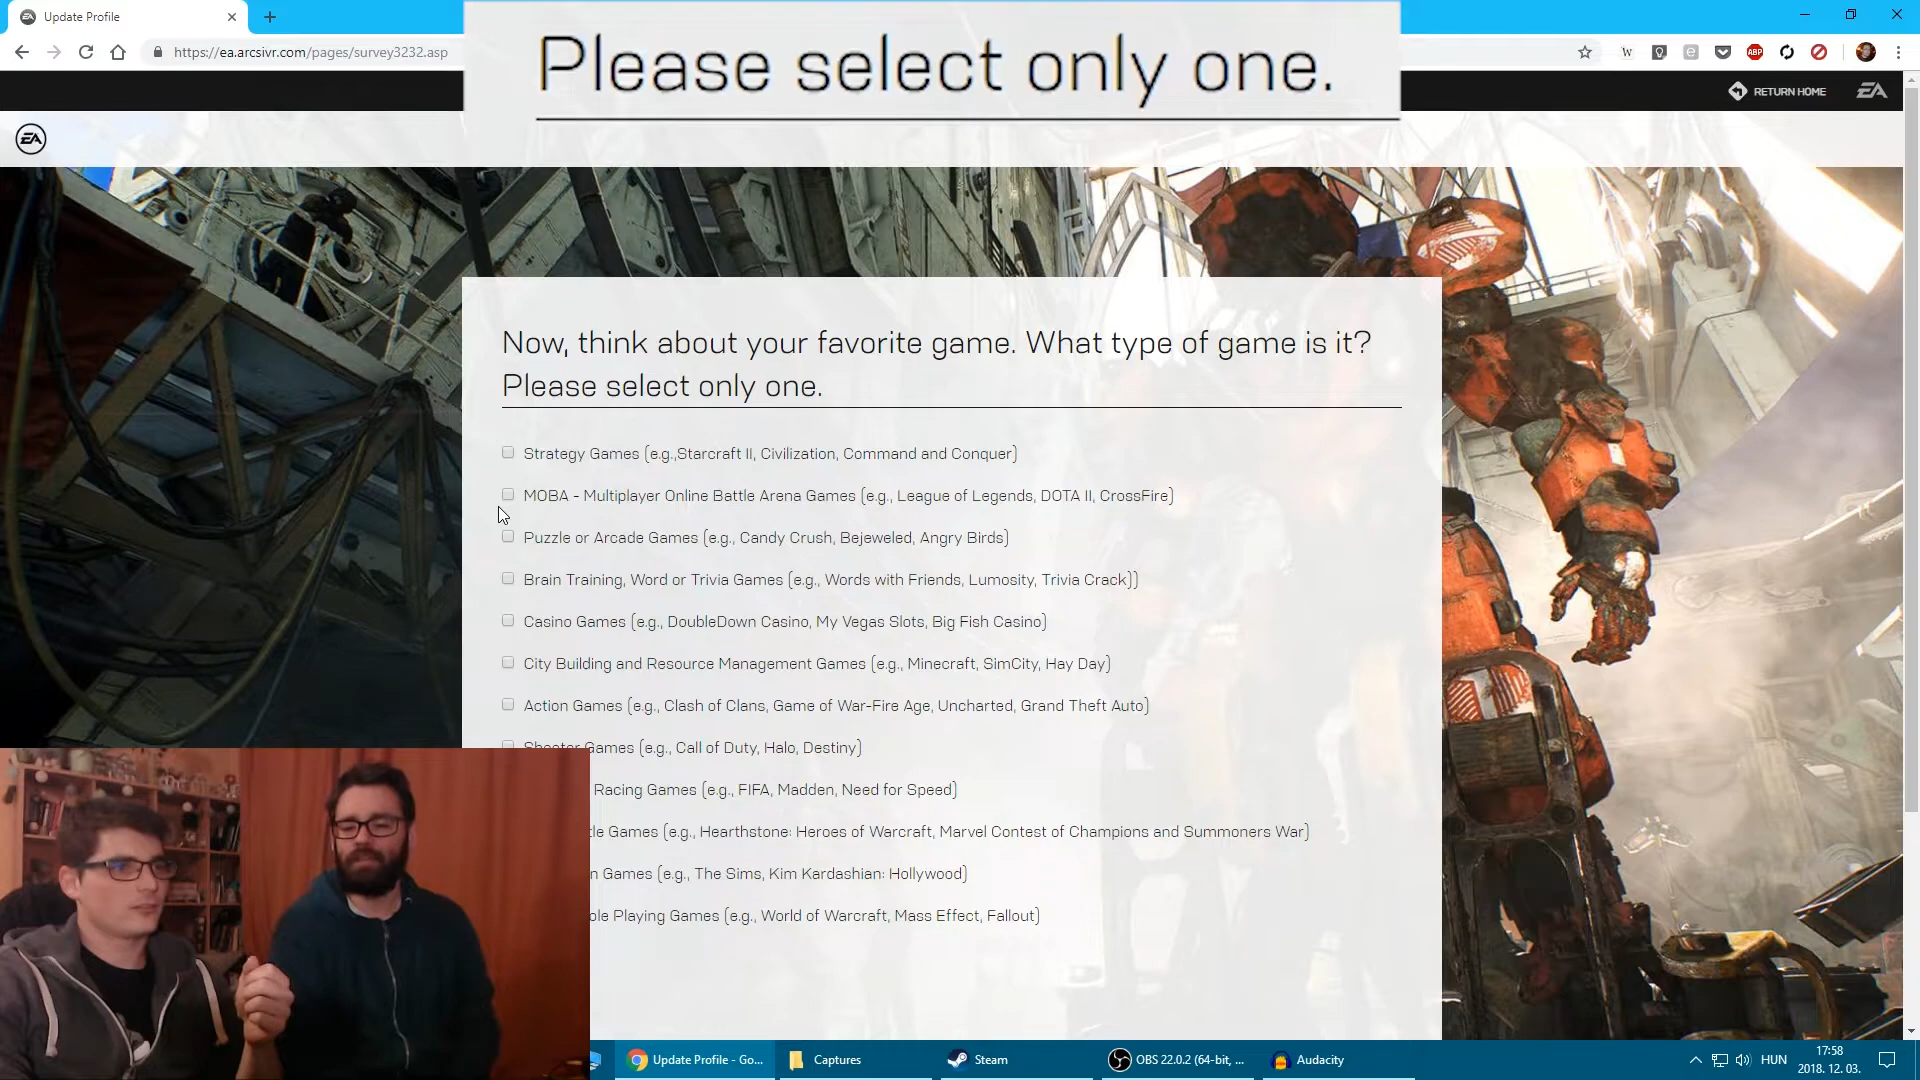 Update Profile
https://ea.arcsivr.com/pages/survey3232.asp
Please select only one.
W
ABP
RETURN HOME
EA
EA
Now, think about your favorite game. What type of game is it?
Please select only one.
Strategy Games (e.g.,Starcraft II, Civilization, Command and Conquer)
MOBA - Multiplayer Online Battle Arena Games (e.g., League of Legends, DOTA II, CrossFire)
Puzzle or Arcade Games (e.g., Candy Crush, Bejeweled, Angry Birds)
Brain Training, Word or Trivia Games (e.g., Words with Friends, Lumosity, Trivia Crack))
Casino Games (e.g., DoubleDown Casino, My Vegas Slots, Big Fish Casino)
City Building and Resource Management Games (e.g., Minecraft, SimCity, Hay Day)
Action Games (e.g., Clash of Clans, Game of War-Fire Age, Uncharted, Grand Theft Auto)
Shooter Games (e.g., Call of Duty, Halo, Destiny)
Racing Games (e.g., FIFA, Madden, Need for Speed)
Games (e.g., Hearthstone: Heroes of Warcraft, Marvel Contest of Champions and Summoners War)
Games (e.g., The Sims, Kim Kardashian: Hollywood)
Playing Games (e.g., World of Warcraft, Mass Effect, Fallout)
Update Profile - Go...
Captures
Steam
OBS 22.0.2 (64-bit, ...
Audacity
HUN
17:58
2018. 12. 03.